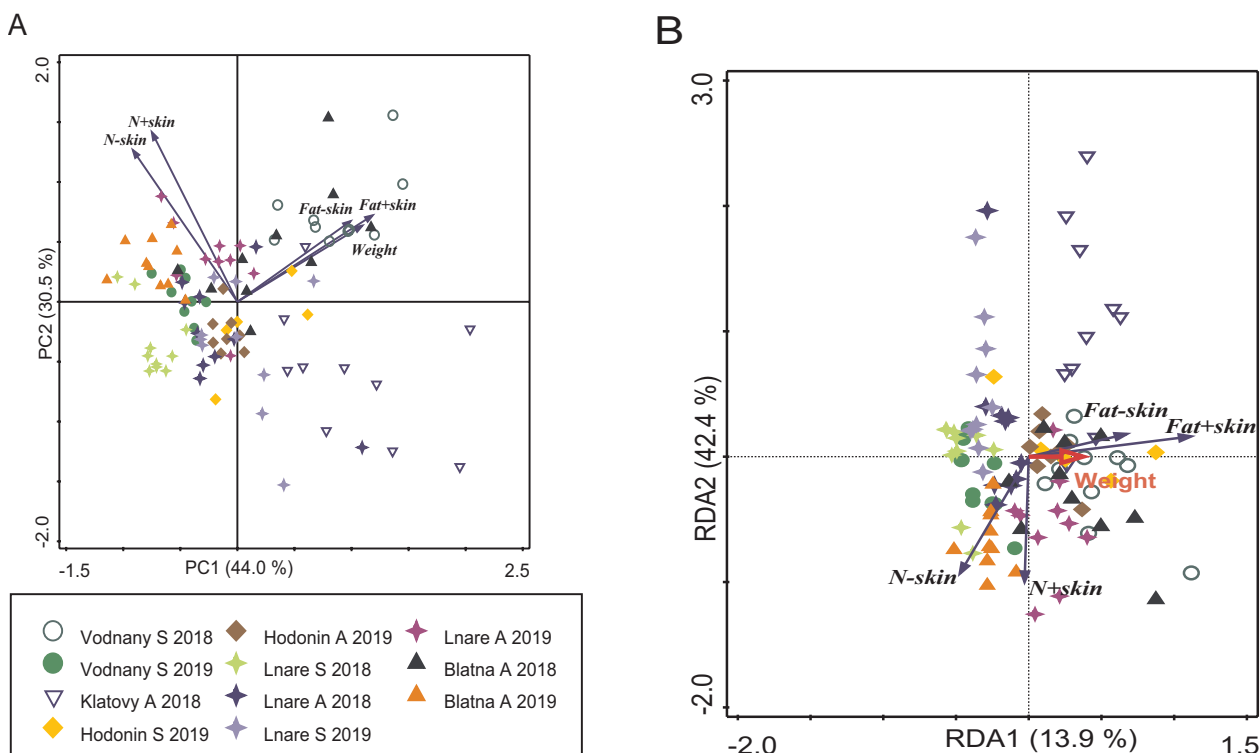 A
2.0
N+skin
N-skin
Fat-skin
Fat+skin
Weight
PC2 (30.5 %)
-2.0
-1.5
PC1 (44.0 %)
2.5
Vodnany S 2018
Vodnany S 2019
Klatovy A 2018
Hodonin S 2019
Hodonin A 2019
Lnare S 2018
Lnare A 2018
Lnare S 2019
Lnare A 2019
Blatna A 2018
Blatna A 2019
B
3.0
Fat-skin
Fat+skin
Weight
RDA2 (42.4 %)
N-skin
N+skin
-2.0
-2.0
RDA1 (13.9 %)
1.5